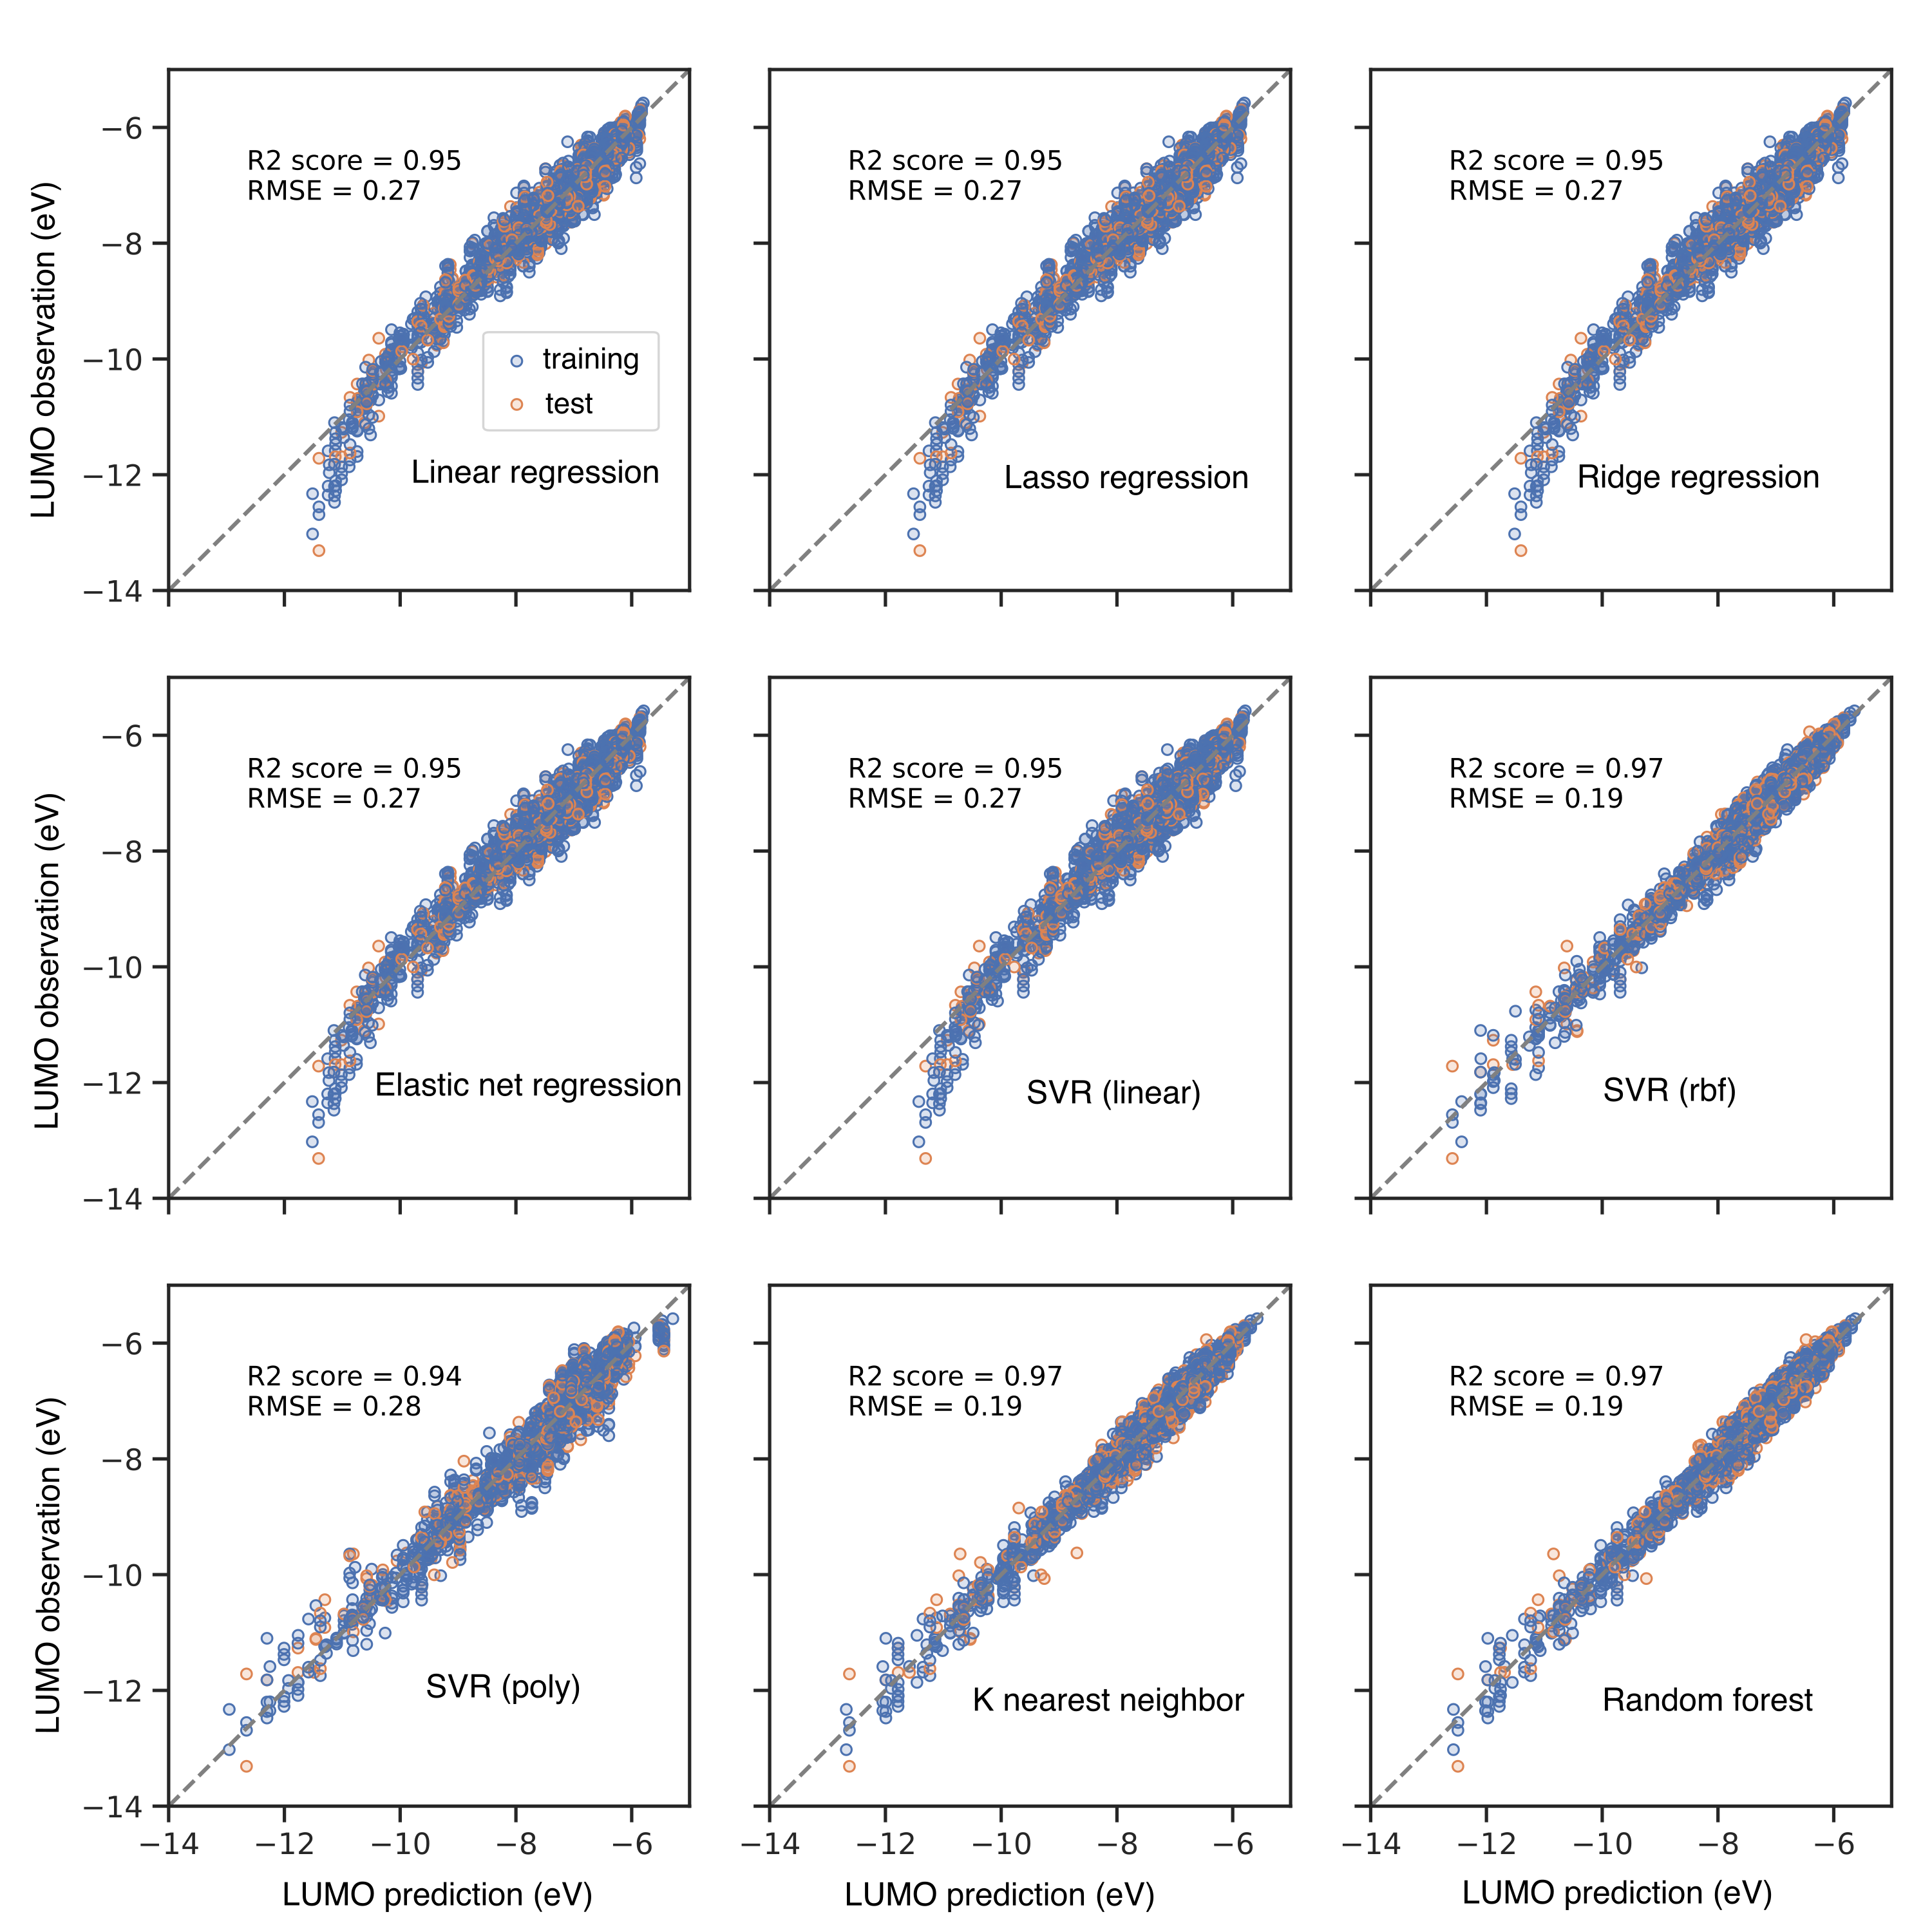 LUMO observation (eV)
−6
−8
−10
−12
−14
R2 score = 0.95
RMSE = 0.27
training
test
Linear regression
R2 score = 0.95
RMSE = 0.27
Lasso regression
R2 score = 0.95
RMSE = 0.27
Ridge regression
LUMO observation (eV)
−6
−8
−10
−12
−14
R2 score = 0.95
RMSE = 0.27
Elastic net regression
R2 score = 0.95
RMSE = 0.27
SVR (linear)
R2 score = 0.97
RMSE = 0.19
SVR (rbf)
LUMO observation (eV)
−6
−8
−10
−12
−14
R2 score = 0.94
RMSE = 0.28
SVR (poly)
R2 score = 0.97
RMSE = 0.19
K nearest neighbor
R2 score = 0.97
RMSE = 0.19
Random forest
−14 −12 −10 −8 −6
−14 −12 −10 −8 −6
−14 −12 −10 −8 −6
LUMO prediction (eV)
LUMO prediction (eV)
LUMO prediction (eV)